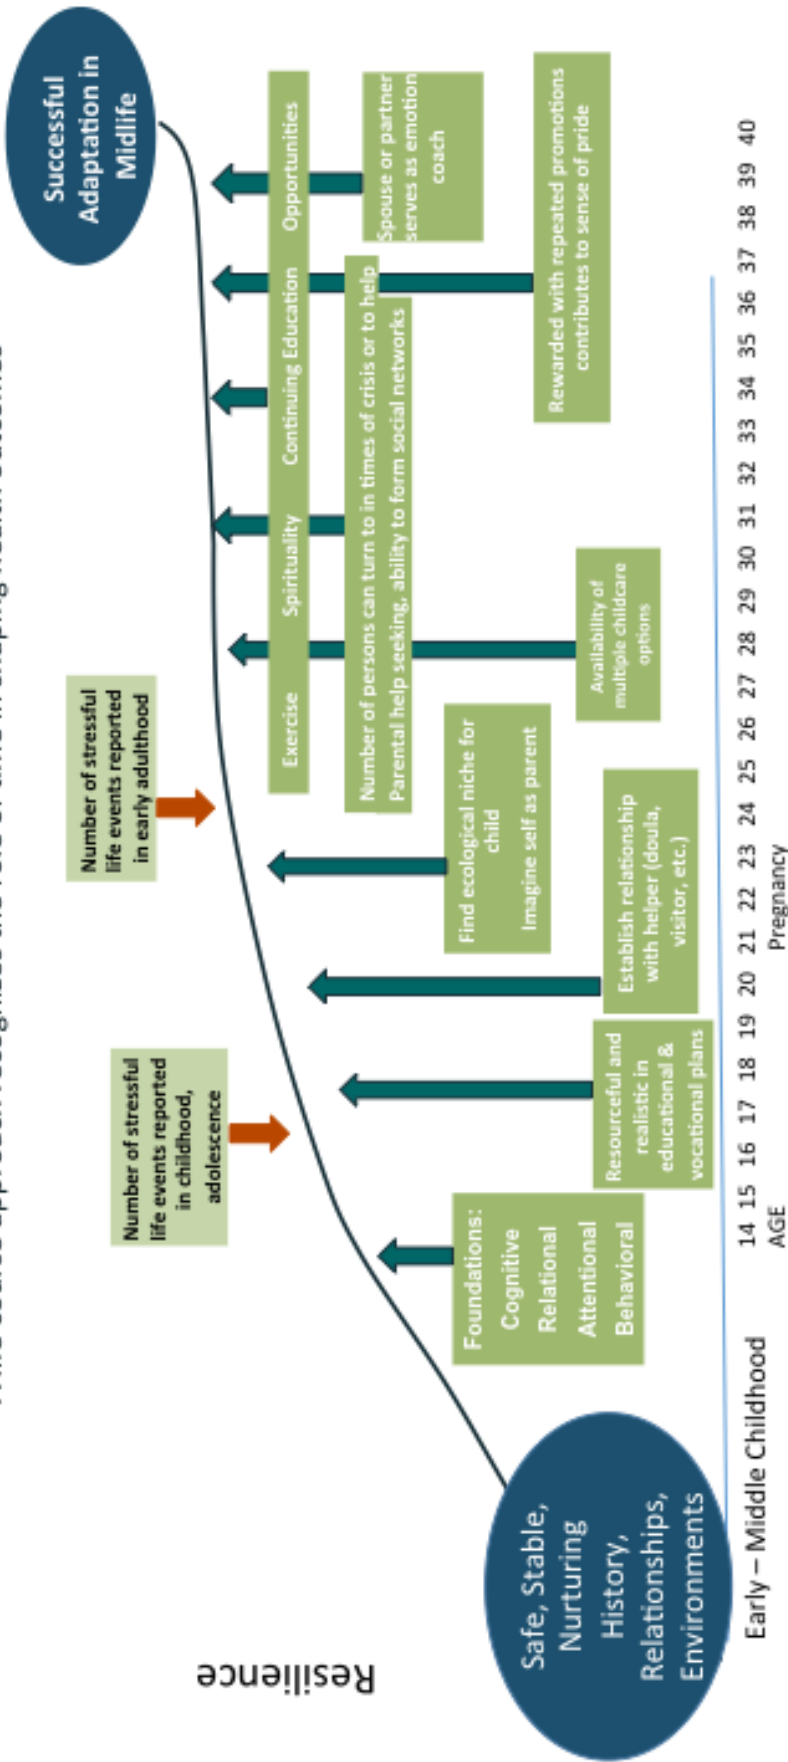 Successful
Adaptation in
Midlife
Number of stressful
life events reported
in early adulthood
Number of stressful
life events reported
in childhood,
adolescence
Exercise Spirituality Continuing Education Opportunities
Number of persons can turn to in times of crisis or to help
Parental help seeking, ability to form social networks
Spouse or partner
serves as emotion
coach
Rewarded with repeated promotions
contributes to sense of pride
Availability of
multiple childcare
options
Find ecological niche for
child
Imagine self as parent
Establish relationship
with helper (doula,
visitor, etc.)
Resourceful and
realistic in
educational &
vocational plans
Foundations:
Cognitive
Relational
Attentional
Behavioral
Safe, Stable,
Nurturing
History,
Relationships,
Environments
Resilience
Early – Middle Childhood
14 15 16 17 18 19 20 21 22 23 24 25 26 27 28 29 30 31 32 33 34 35 36 37 38 39 40
AGE
Pregnancy